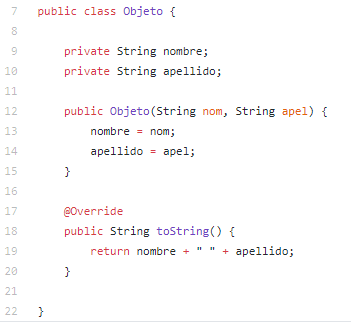 7 public class Objeto {
8
9 private String nombre;
10 private String apellido;
11
12 public Objeto(String nom, String apel) {
13 nombre = nom;
14 apellido = apel;
15 }
16
17 @Override
18 public String toString() {
19 return nombre + " " + apellido;
20 }
21
22 }